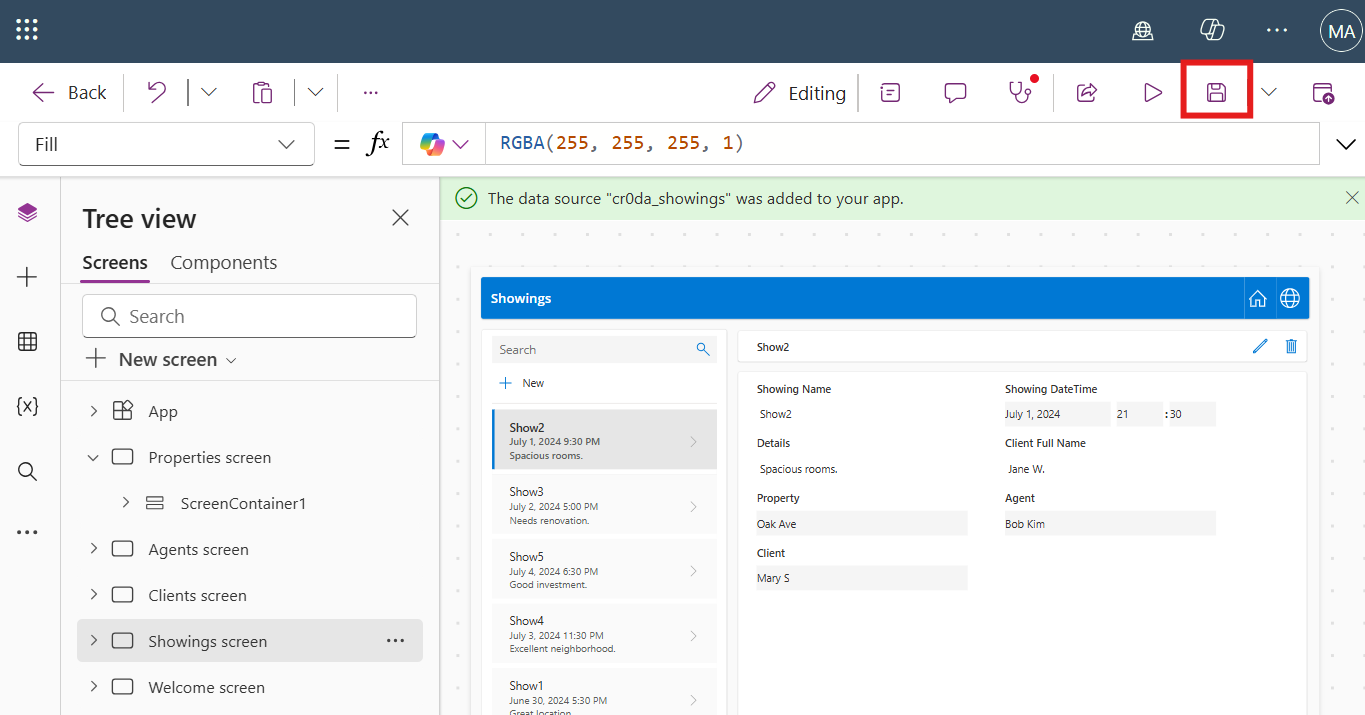 MA
Back
Editing
Fill
= fx
RGBA(255, 255, 255, 1)
Tree view
Screens Components
Search
New screen
App
Properties screen
ScreenContainer1
Agents screen
Clients screen
Showings screen
Welcome screen
The data source "cr0da_showings" was added to your app.
Showings
Search
New
Show2
July 1, 2024 9:30 PM
Spacious rooms.
Show3
July 2, 2024 5:00 PM
Needs renovation.
Show5
July 4, 2024 6:30 PM
Good investment.
Show4
July 3, 2024 11:30 PM
Excellent neighborhood.
Show1
June 30, 2024 5:30 PM
Great location
Show2
Showing Name
Show2
Showing DateTime
July 1, 2024 21 :30
Details
Spacious rooms.
Client Full Name
Jane W.
Property
Oak Ave
Agent
Bob Kim
Client
Mary S